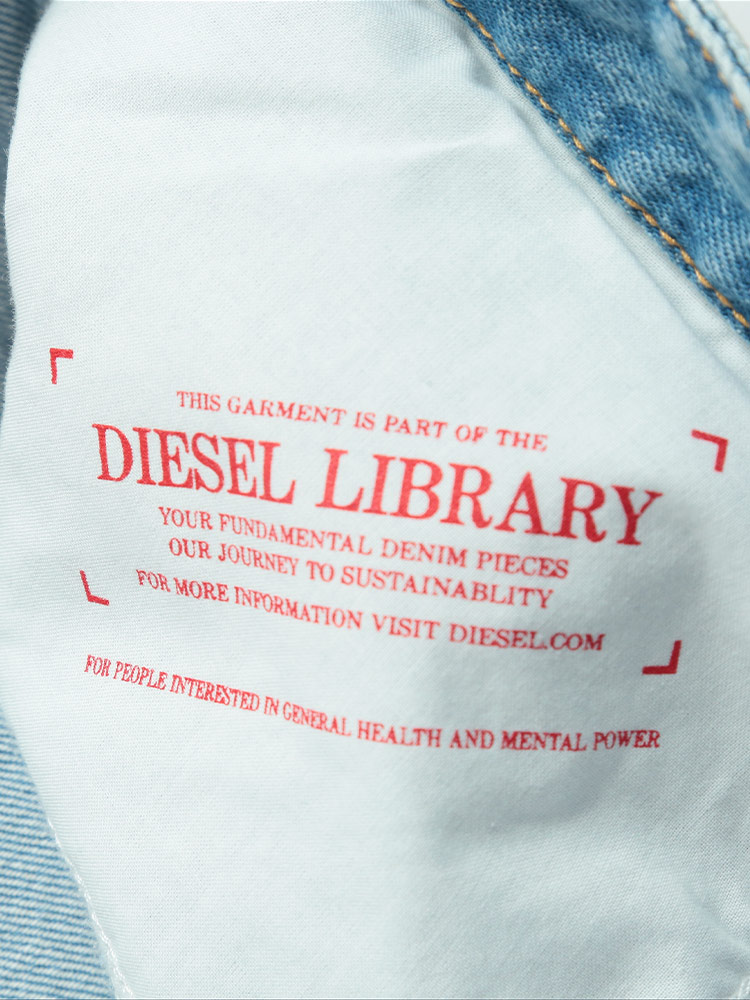 THIS GARMENT IS PART OF THE
DIESEL LIBRARY
YOUR FUNDAMENTAL DENIM PIECES
OUR JOURNEY TO SUSTAINABLITY
FOR MORE INFORMATION VISIT DIESEL.COM
FOR PEOPLE INTERESTED IN GENERAL HEALTH AND MENTAL POWER